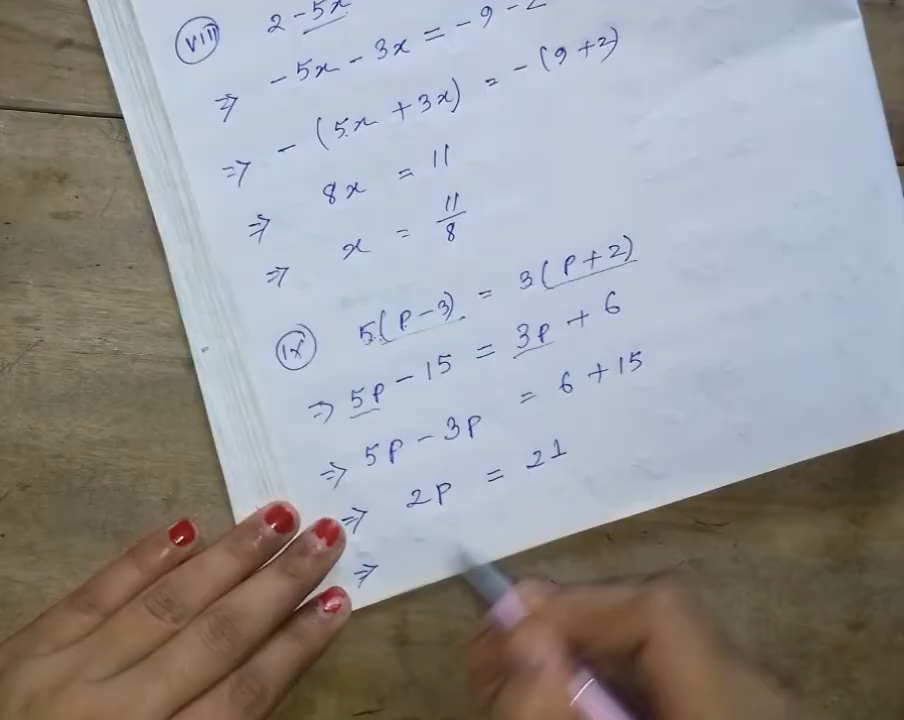 (viii) 2 - 5x
⇒ -5x - 3x = -9 - 2
⇒ - (5x + 3x) = - (9 + 2)
⇒ 8x = 11
⇒ x = 11/8
(ix) 5(p - 3) = 3(p + 2)
⇒ 5p - 15 = 3p + 6
⇒ 5p - 3p = 6 + 15
⇒ 2p = 21
⇒